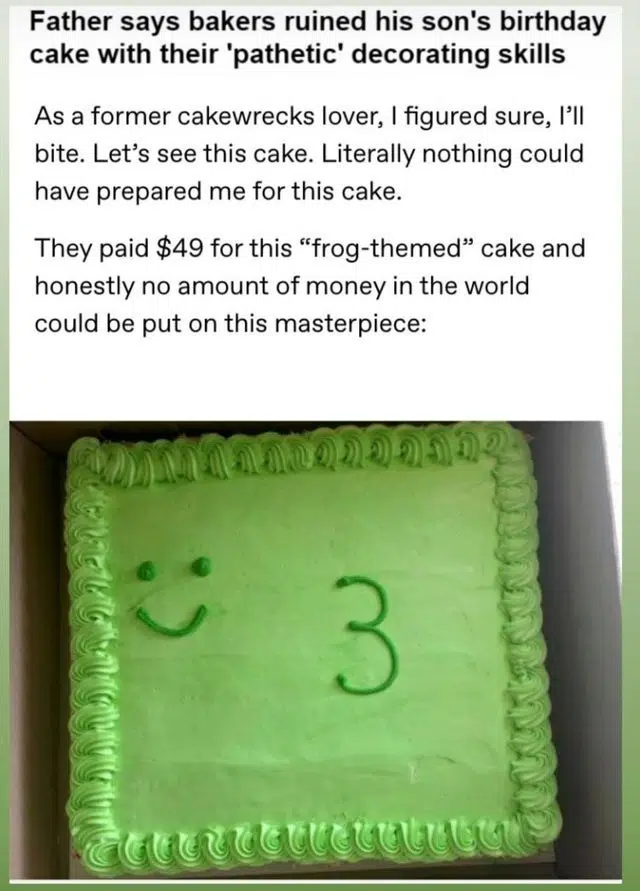 Father says bakers ruined his son's birthday
cake with their 'pathetic' decorating skills
As a former cakewrecks lover, I figured sure, I’ll
bite. Let’s see this cake. Literally nothing could
have prepared me for this cake.
They paid $49 for this “frog-themed” cake and
honestly no amount of money in the world
could be put on this masterpiece:
3